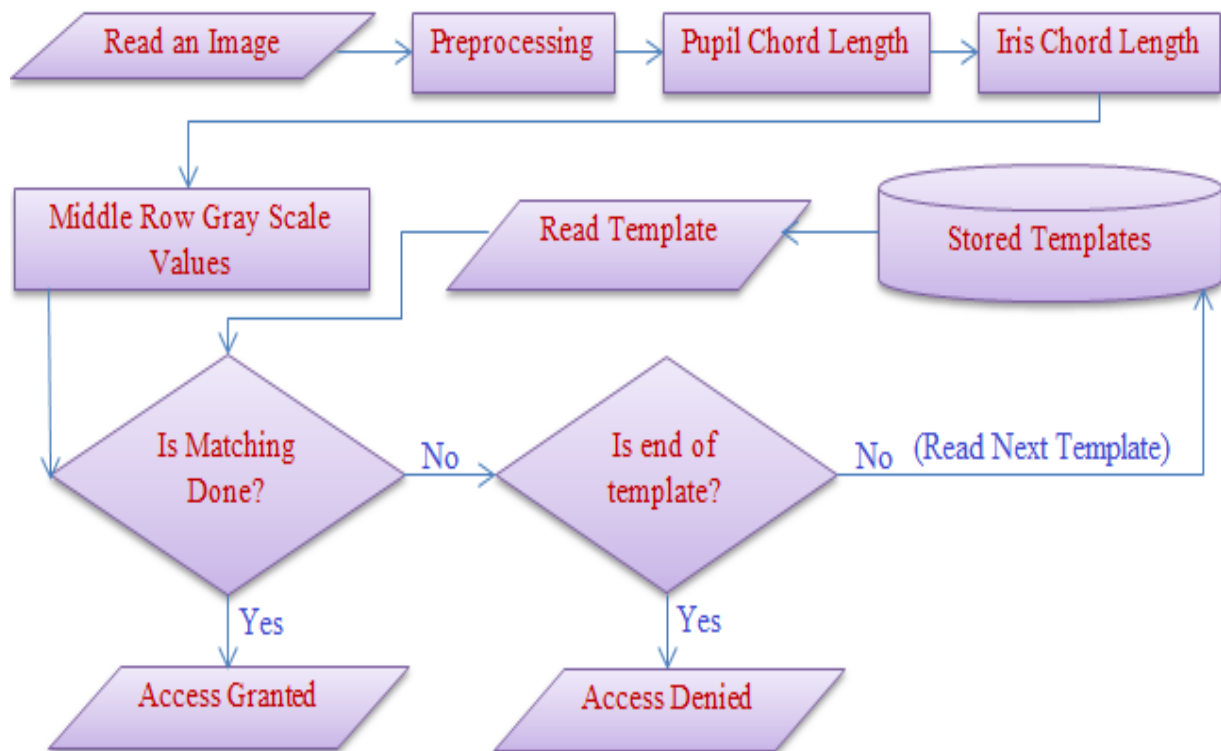 Read an Image
Preprocessing
Pupil Chord Length
Iris Chord Length
Middle Row Gray Scale
Values
Read Template
Stored Templates
Is Matching
Done?
No
Is end of
template?
No
(Read Next Template)
Yes
Yes
Access Granted
Access Denied